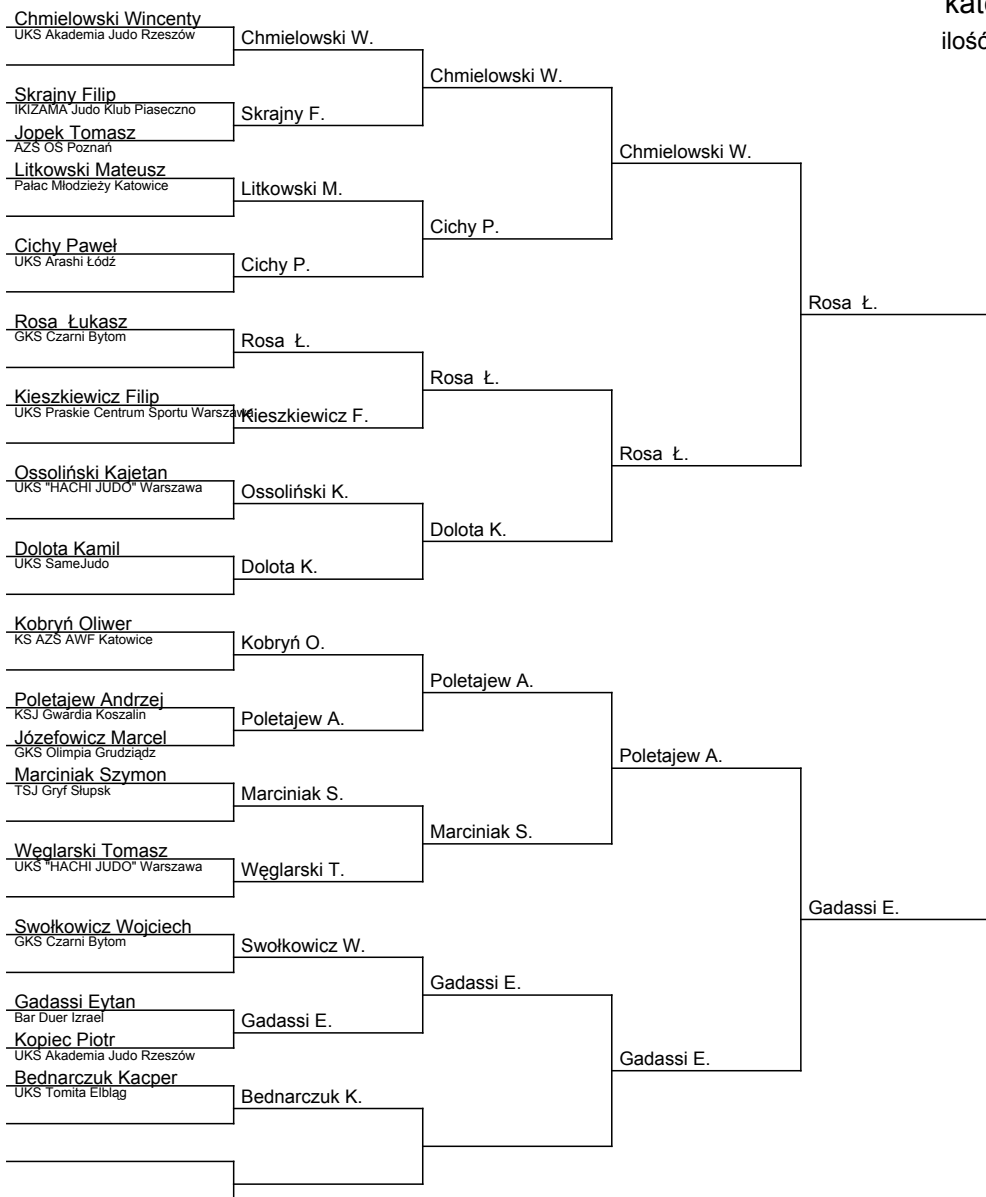 kat
ilość
Chmielowski Wincenty
UKS Akademia Judo Rzeszów
Chmielowski W.
Chmielowski W.
Skrajny Filip
IKIZAMA Judo Klub Piaseczno
Skrajny F.
Jopek Tomasz
AZS OŚ Poznań
Chmielowski W.
Litkowski Mateusz
Pałac Młodzieży Katowice
Litkowski M.
Cichy P.
Cichy Paweł
UKS Arashi Łódź
Cichy P.
Rosa Ł.
Rosa Łukasz
GKS Czarni Bytom
Rosa Ł.
Rosa Ł.
Kieszkiewicz Filip
UKS Praskie Centrum Sportu Warszawa
Kieszkiewicz F.
Rosa Ł.
Ossoliński Kajetan
UKS "HACHI JUDO" Warszawa
Ossoliński K.
Dolota K.
Dolota Kamil
UKS SameJudo
Dolota K.
Kobryń Oliwer
KS AZS AWF Katowice
Kobryń O.
Poletajew A.
Poletajew Andrzej
KSJ Gwardia Koszalin
Poletajew A.
Józefowicz Marcel
GKS Olimpia Grudziądz
Poletajew A.
Marciniak Szymon
TSJ Gryf Słupsk
Marciniak S.
Marciniak S.
Węglarski Tomasz
UKS "HACHI JUDO" Warszawa
Węglarski T.
Gadassi E.
Swołkowicz Wojciech
GKS Czarni Bytom
Swołkowicz W.
Gadassi E.
Gadassi Eytan
Bar Duer Izrael
Gadassi E.
Kopiec Piotr
UKS Akademia Judo Rzeszów
Gadassi E.
Bednarczuk Kacper
UKS Tomita Elbląg
Bednarczuk K.